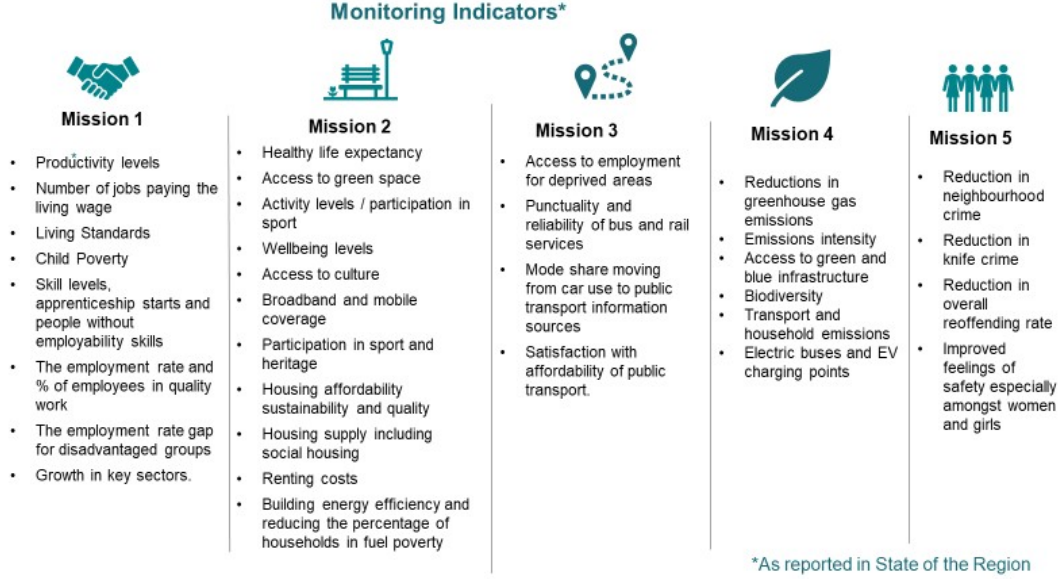 Monitoring Indicators*
Mission 1
• Productivity levels
• Number of jobs paying the
living wage
• Living Standards
• Child Poverty
• Skill levels,
apprenticeship starts and
people without
employability skills
• The employment rate and
% of employees in quality
work
• The employment rate gap
for disadvantaged groups
• Growth in key sectors.
Mission 2
• Healthy life expectancy
• Access to green space
• Activity levels / participation in
sport
• Wellbeing levels
• Access to culture
• Broadband and mobile
coverage
• Participation in sport and
heritage
• Housing affordability
sustainability and quality
• Housing supply including
social housing
• Renting costs
• Building energy efficiency and
reducing the percentage of
households in fuel poverty
Mission 3
• Access to employment
for deprived areas
• Punctuality and
reliability of bus and rail
services
• Mode share moving
from car use to public
transport information
sources
• Satisfaction with
affordability of public
transport.
Mission 4
• Reductions in
greenhouse gas
emissions
• Emissions intensity
• Access to green and
blue infrastructure
• Biodiversity
• Transport and
household emissions
• Electric buses and EV
charging points
Mission 5
• Reduction in
neighbourhood
crime
• Reduction in
knife crime
• Reduction in
overall
reoffending rate
• Improved
feelings of
safety especially
amongst women
and girls
*As reported in State of the Region